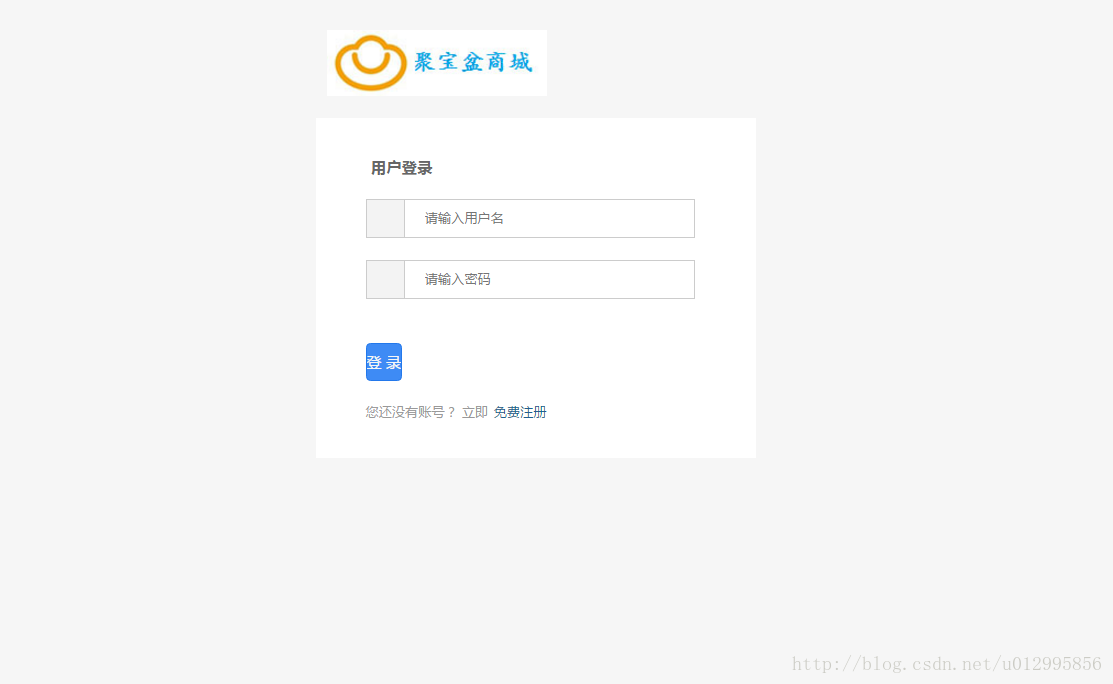 聚宝盆商城
用户登录
请输入用户名
请输入密码
登 录
您还没有账号？ 立即 免费注册
http://blog.csdn.net/u012995856